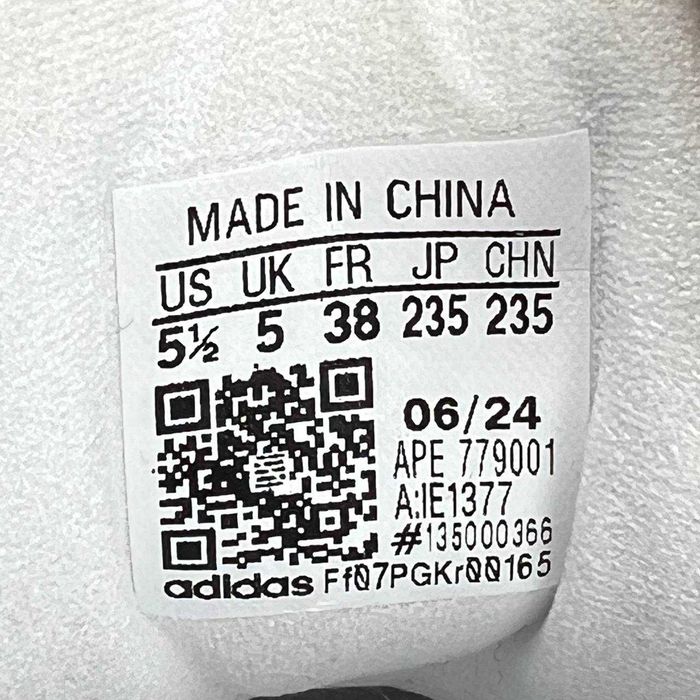 MADE IN CHINA
US UK FR JP CHN
5½ 5 38 235 235
06/24
APE 779001
A:IE1377
#135000366
adidas Ff07PGKr00165